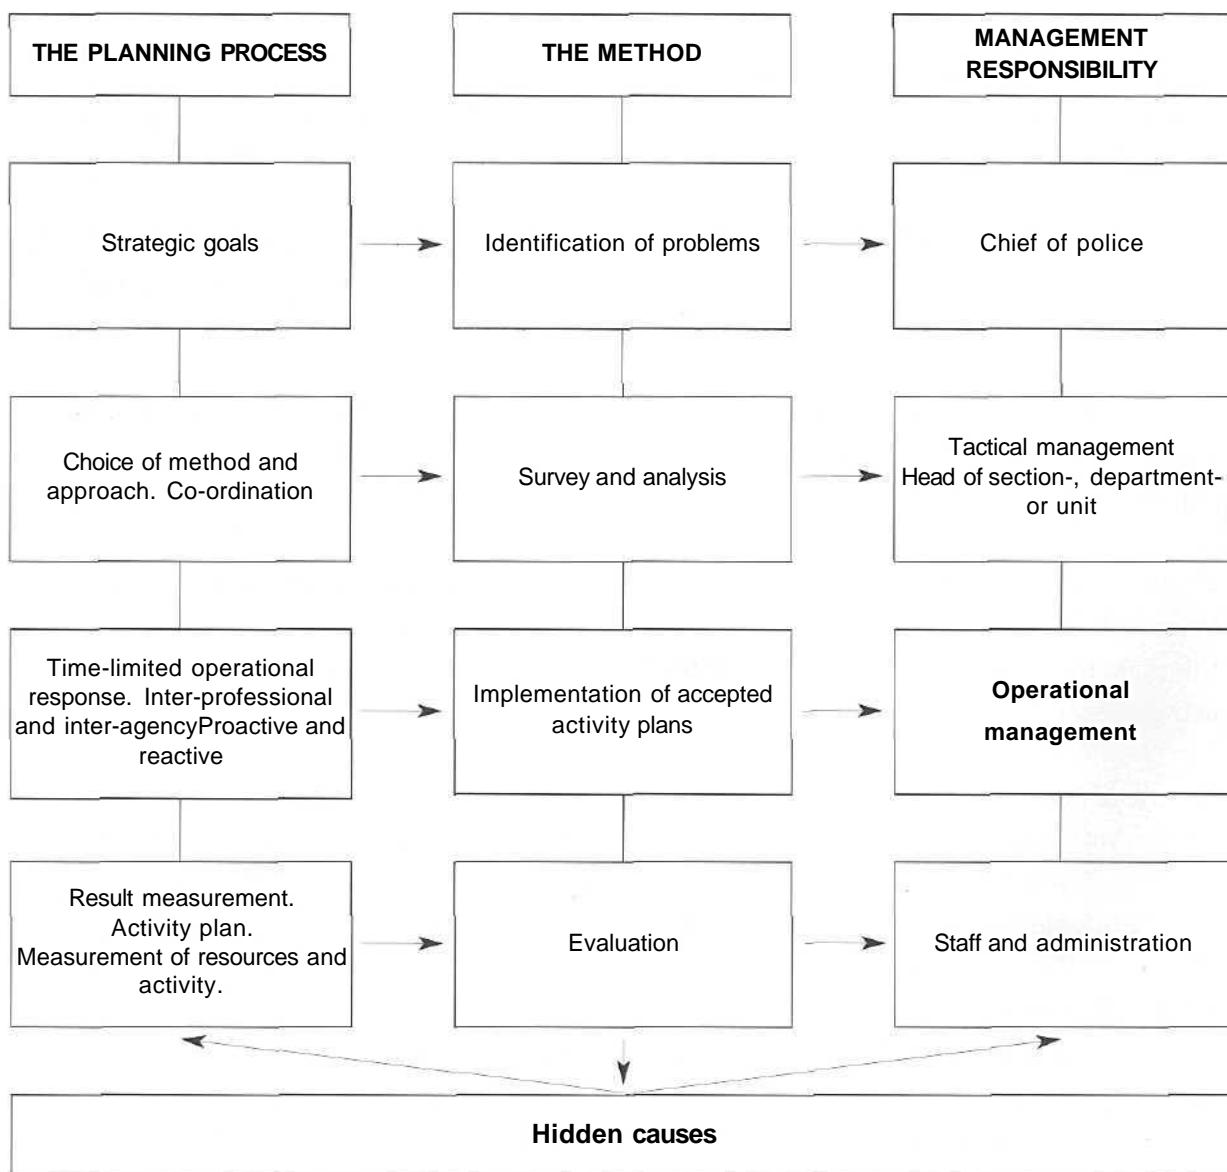 THE PLANNING PROCESS
THE METHOD
MANAGEMENT
RESPONSIBILITY
Strategic goals
Identification of problems
Chief of police
Choice of method and
approach. Co-ordination
Survey and analysis
Tactical management
Head of section-, department-
or unit
Time-limited operational
response. Inter-professional
and inter-agencyProactive and
reactive
Implementation of accepted
activity plans
Operational
management
Result measurement.
Activity plan.
Measurement of resources and
activity.
Evaluation
Staff and administration
Hidden causes